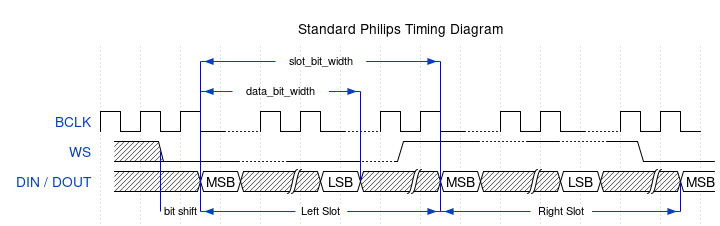 Standard Philips Timing Diagram
slot_bit_width
data_bit_width
BCLK
WS
DIN / DOUT MSB LSB MSB LSB MSB
bit shift Left Slot Right Slot